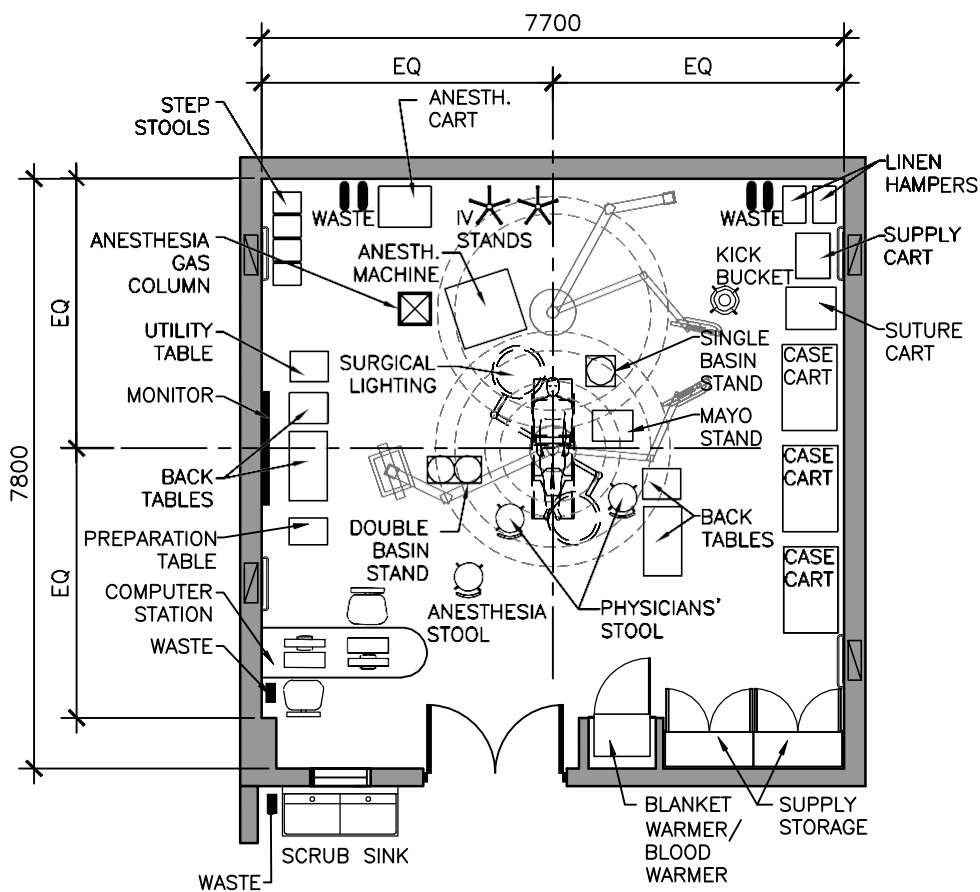 7700
EQ
EQ
STEP
STOOLS
ANESTH.
CART
LINEN
HAMPERS
WASTE
IV
STANDS
WASTE
ANESTHESIA
GAS
COLUMN
ANESTH.
MACHINE
KICK
BUCKET
SUPPLY
CART
EQ
UTILITY
TABLE
SURGICAL
LIGHTING
SINGLE
BASIN
STAND
SUTURE
CART
CASE
CART
MONITOR
MAYO
STAND
7800
BACK
TABLES
CASE
CART
PREPARATION
TABLE
DOUBLE
BASIN
STAND
BACK
TABLES
CASE
CART
EQ
COMPUTER
STATION
ANESTHESIA
STOOL
PHYSICIANS'
STOOL
WASTE
BLANKET
WARMER/
BLOOD
WARMER
SUPPLY
STORAGE
SCRUB SINK
WASTE